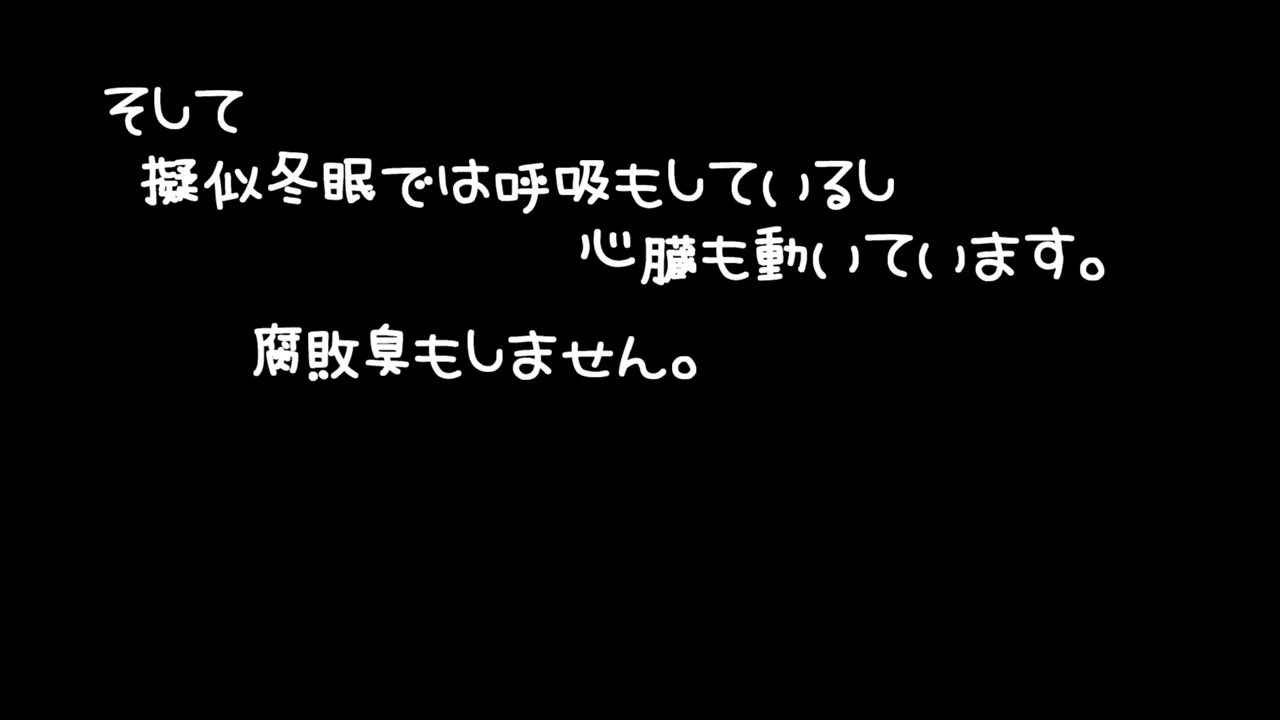 そして
擬似冬眠では呼吸もしているし
心臓も動いています。
腐敗臭もしません。